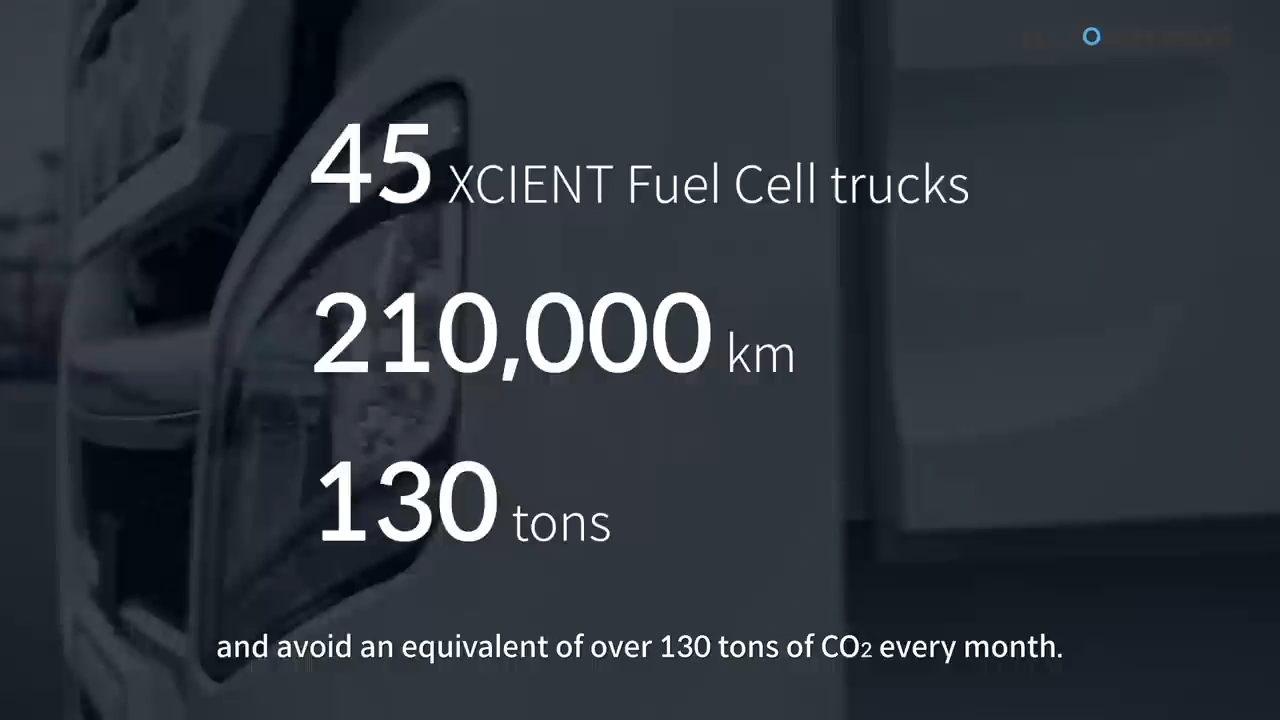 45 XCIENT Fuel Cell trucks
210,000 km
130 tons
and avoid an equivalent of over 130 tons of CO₂ every month.